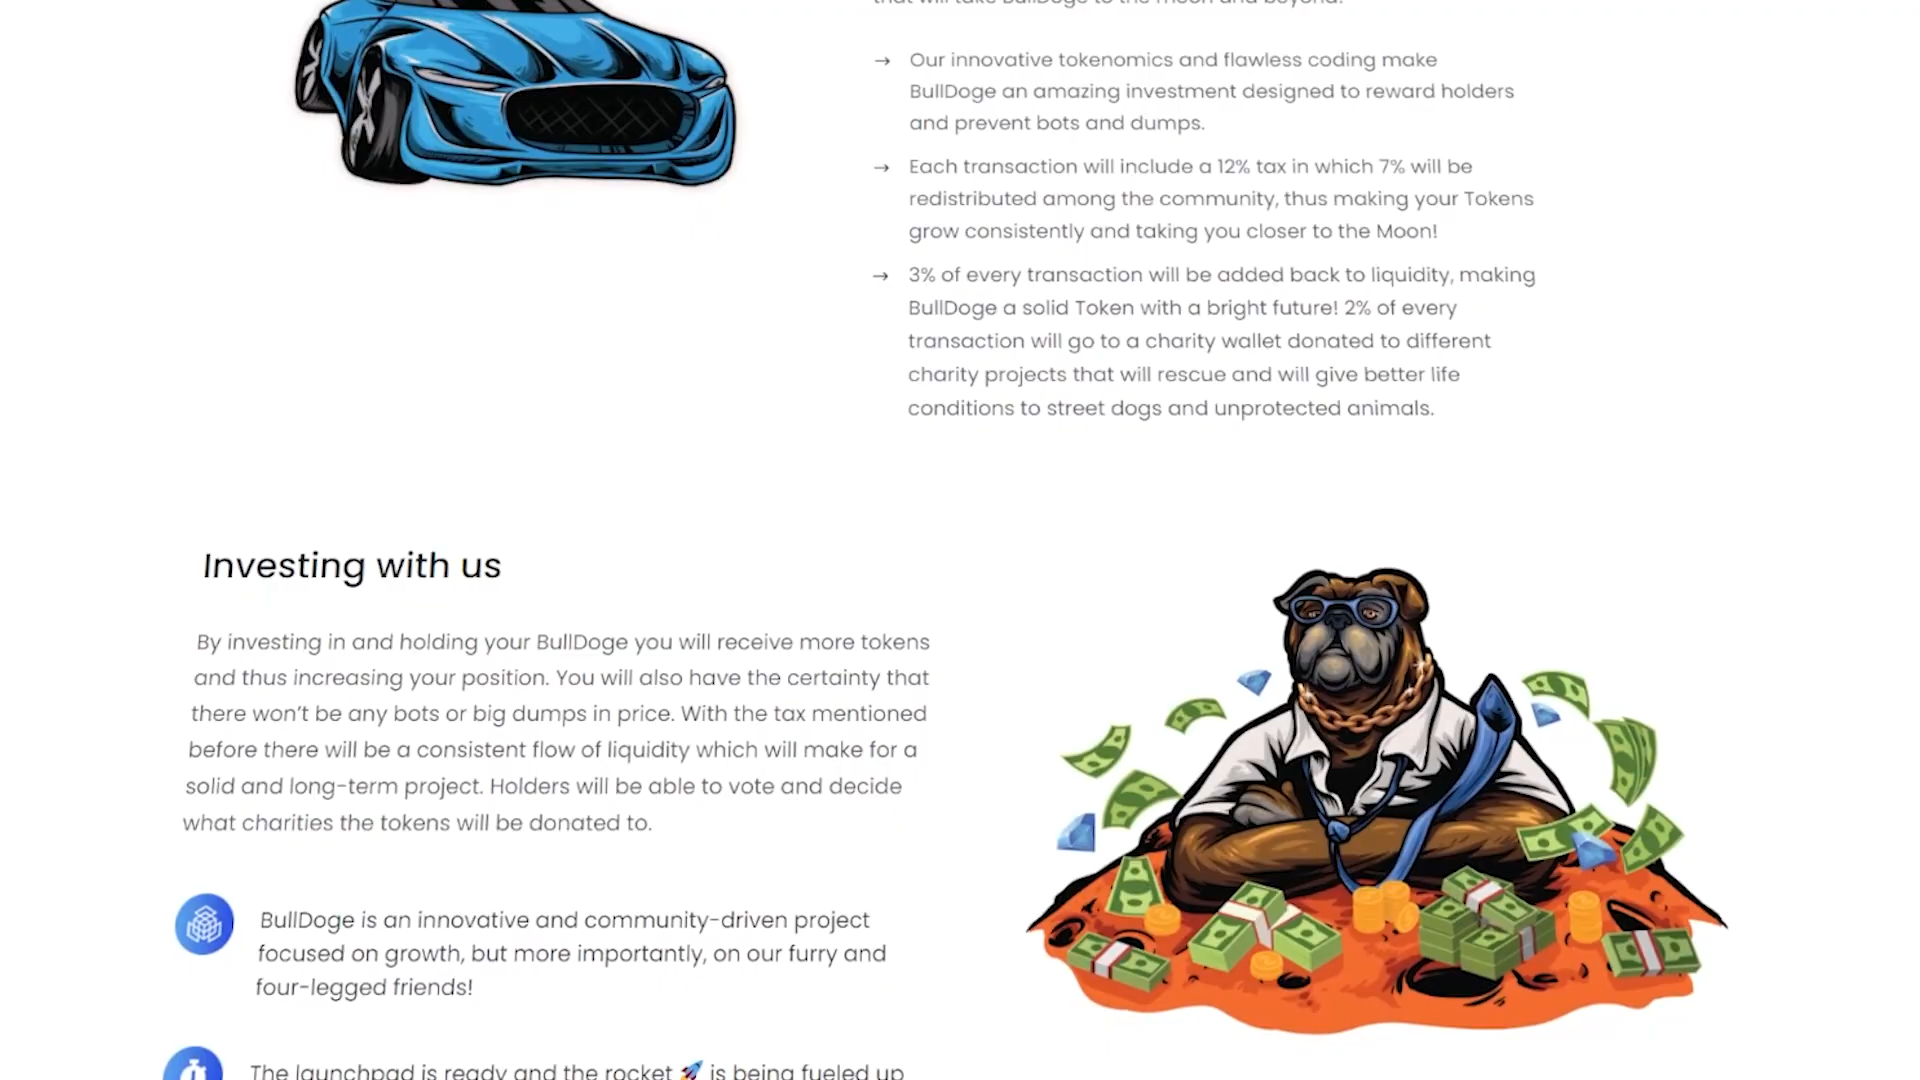 that will take BullDoge to the moon and beyond.
→ Our innovative tokenomics and flawless coding make
BullDoge an amazing investment designed to reward holders
and prevent bots and dumps.
→ Each transaction will include a 12% tax in which 7% will be
redistributed among the community, thus making your Tokens
grow consistently and taking you closer to the Moon!
→ 3% of every transaction will be added back to liquidity, making
BullDoge a solid Token with a bright future! 2% of every
transaction will go to a charity wallet donated to different
charity projects that will rescue and will give better life
conditions to street dogs and unprotected animals.
Investing with us
By investing in and holding your BullDoge you will receive more tokens
and thus increasing your position. You will also have the certainty that
there won't be any bots or big dumps in price. With the tax mentioned
before there will be a consistent flow of liquidity which will make for a
solid and long-term project. Holders will be able to vote and decide
what charities the tokens will be donated to.
BullDoge is an innovative and community-driven project
focused on growth, but more importantly, on our furry and
four-legged friends!
The launchpad is ready and the rocket 🚀 is being fueled up